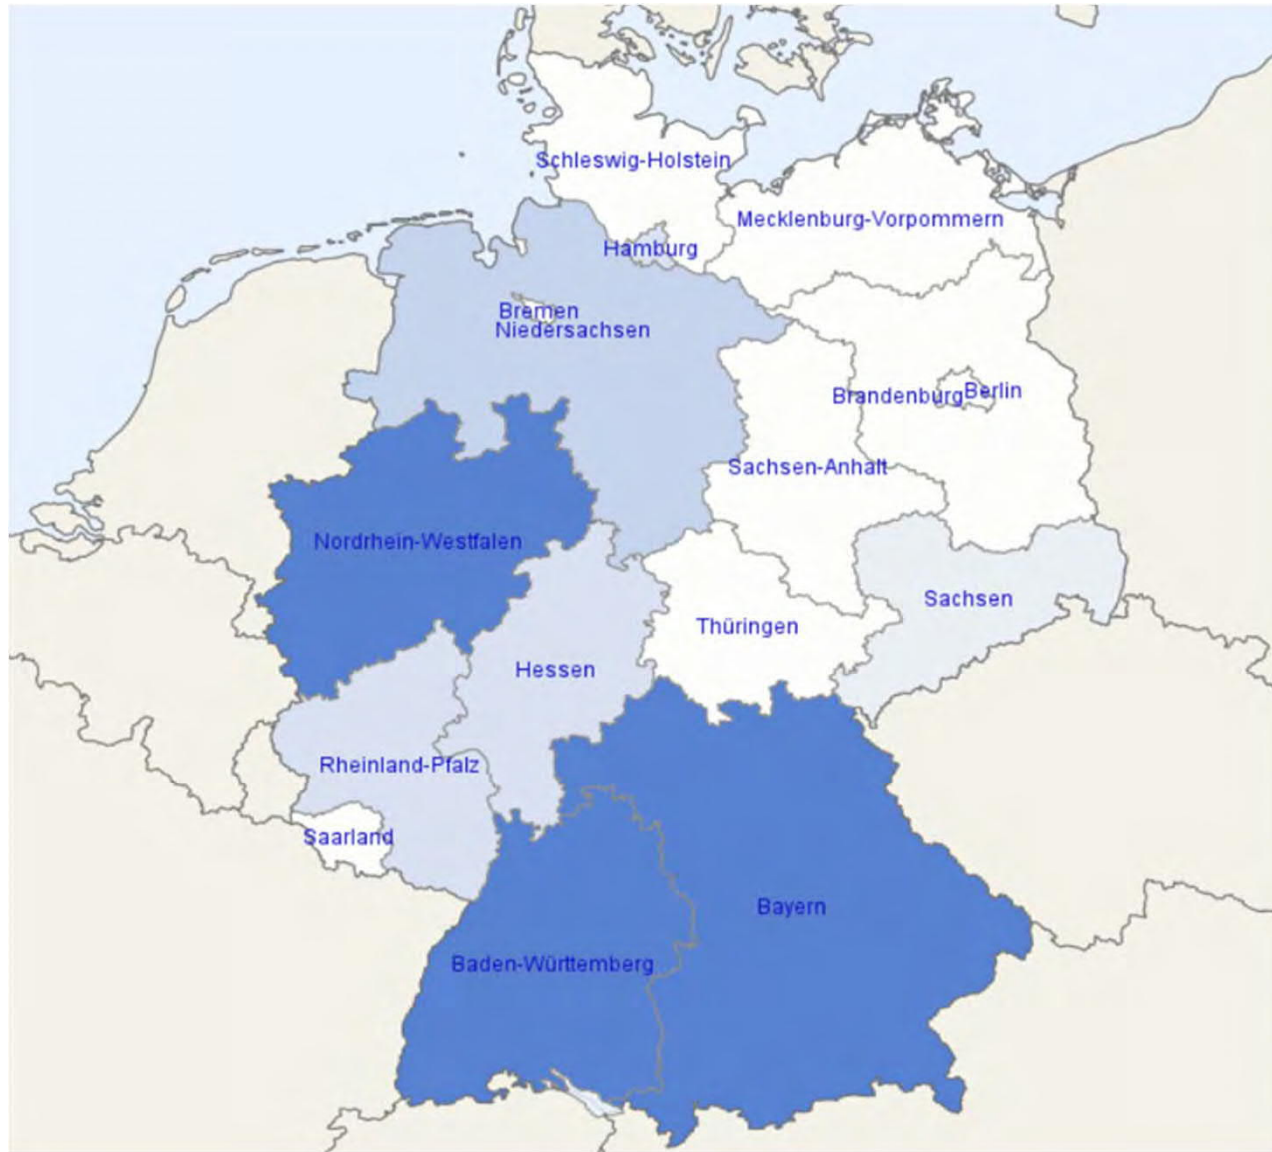 Schleswig-Holstein
Mecklenburg-Vorpommern
Hamburg
Bremen
Niedersachsen
Brandenburg
Berlin
Sachsen-Anhalt
Nordrhein-Westfalen
Sachsen
Thüringen
Hessen
Rheinland-Pfalz
Saarland
Bayern
Baden-Württemberg